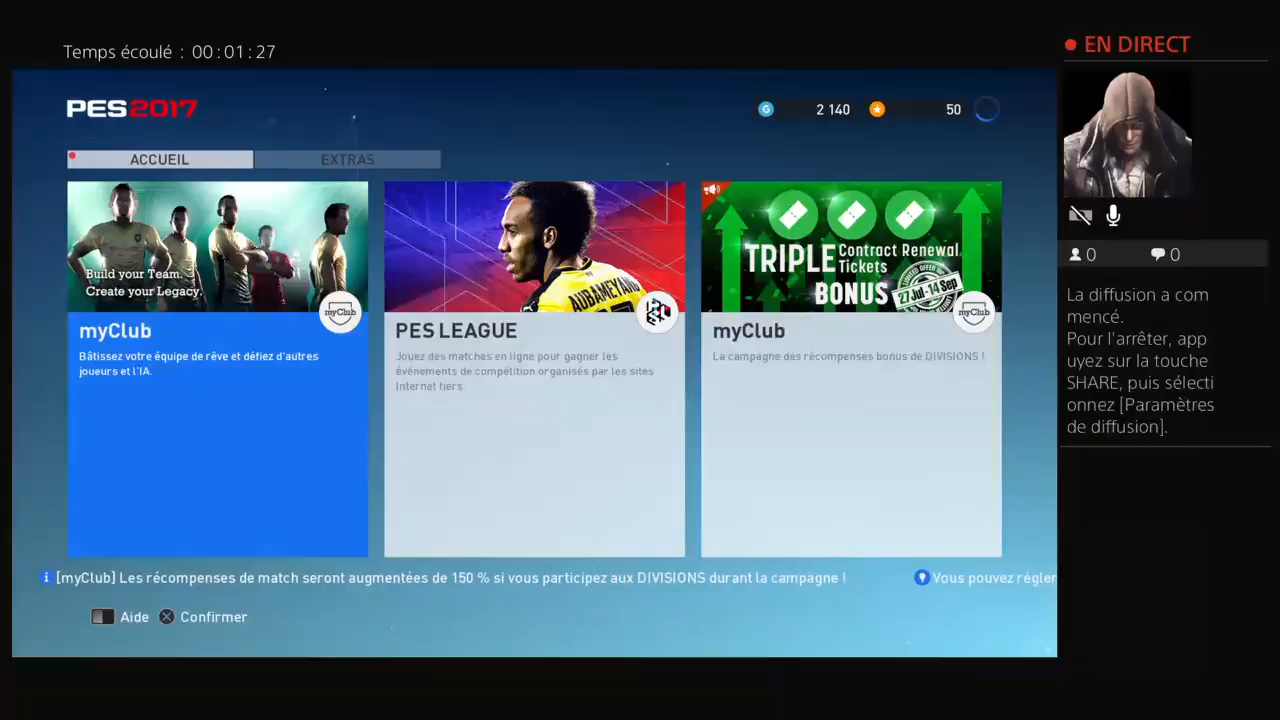 Temps écoulé : 00:01:27
EN DIRECT
PES2017
2 140
50
ACCUEIL
EXTRAS
Build your Team.
Create your Legacy.
myClub
myClub
Bâtissez votre équipe de rêve et défiez d'autres
joueurs et l'IA.
AUBAMEYANG
PES LEAGUE
Jouez des matches en ligne pour gagner les
événements de compétition organisés par les sites
Internet tiers.
TRIPLE Contract Renewal
Tickets
BONUS
LIMITED OFFER
27 Jul -14 Sep
myClub
myClub
La campagne des récompenses bonus de DIVISIONS !
0
0
La diffusion a com
mencé.
Pour l'arrêter, app
uyez sur la touche
SHARE, puis sélecti
onnez [Paramètres
de diffusion].
[myClub] Les récompenses de match seront augmentées de 150 % si vous participez aux DIVISIONS durant la campagne !
Vous pouvez régler
Aide
Confirmer